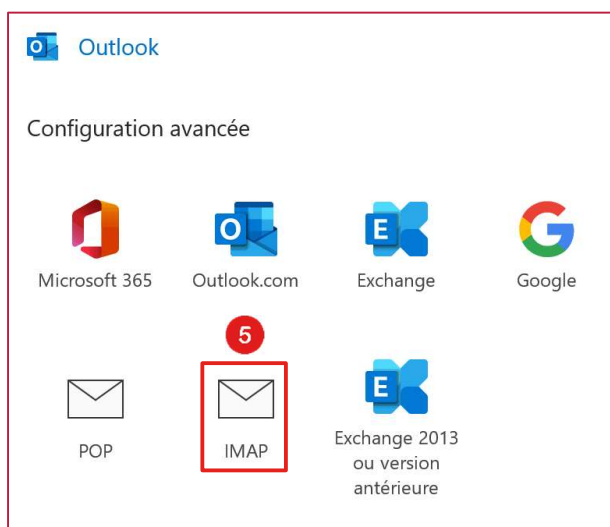 Outlook
Configuration avancée
Microsoft 365
Outlook.com
Exchange
Google
5
POP
IMAP
Exchange 2013
ou version
antérieure